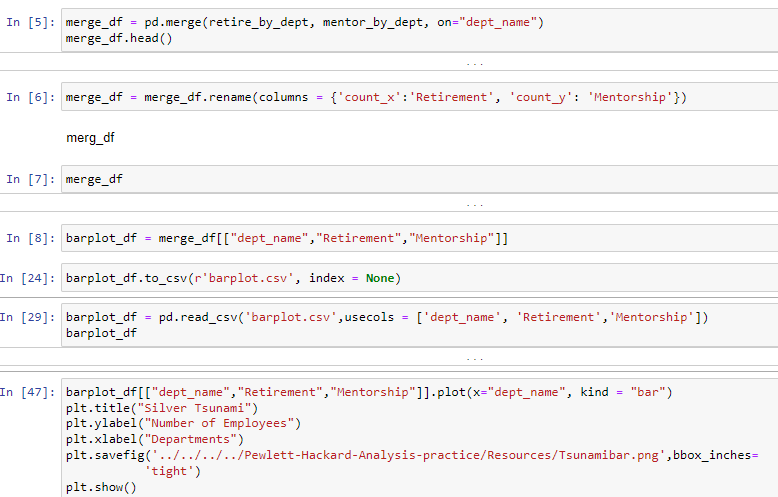 In [5]: merge_df = pd.merge(retire_by_dept, mentor_by_dept, on="dept_name")
merge_df.head()
...
In [6]: merge_df = merge_df.rename(columns = {'count_x':'Retirement', 'count_y': 'Mentorship'})
merg_df
In [7]: merge_df
...
In [8]: barplot_df = merge_df[["dept_name","Retirement","Mentorship"]]
In [24]: barplot_df.to_csv(r'barplot.csv', index = None)
In [29]: barplot_df = pd.read_csv('barplot.csv',usecols = ['dept_name', 'Retirement','Mentorship'])
barplot_df
...
In [47]: barplot_df[["dept_name","Retirement","Mentorship"]].plot(x="dept_name", kind = "bar")
plt.title("Silver Tsunami")
plt.ylabel("Number of Employees")
plt.xlabel("Departments")
plt.savefig('../../../../Pewlett-Hackard-Analysis-practice/Resources/Tsunamibar.png',bbox_inches=
'tight')
plt.show()